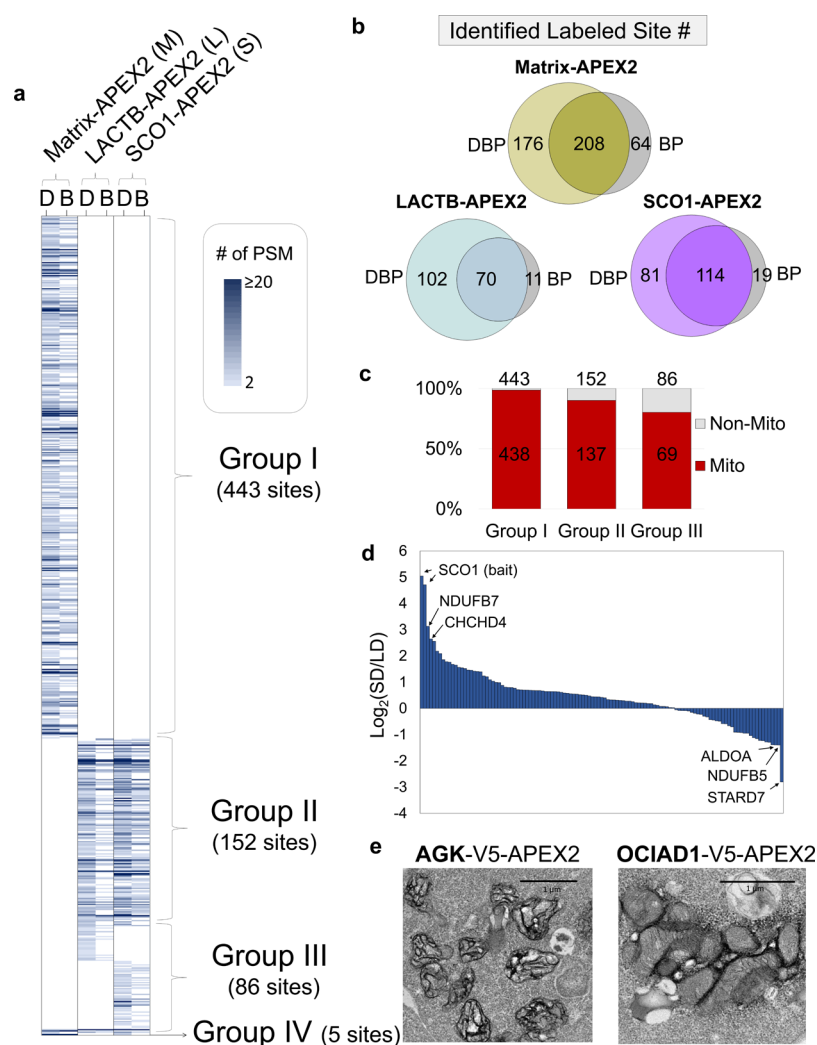 a
Matrix-APEX2 (M)
LACTB-APEX2 (L)
SCO1-APEX2 (S)
D B D B D B
# of PSM
≥20
2
Group I
(443 sites)
Group II
(152 sites)
Group III
(86 sites)
Group IV (5 sites)
b
Identified Labeled Site #
Matrix-APEX2
DBP 176 208 64 BP
LACTB-APEX2
DBP 102 70 11 BP
SCO1-APEX2
DBP 81 114 19 BP
c
100%
50%
0%
443 152 86
438 137 69
Non-Mito
Mito
Group I Group II Group III
d
Log2(SD/LD)
6
5
4
3
2
1
0
-1
-2
-3
-4
SCO1 (bait)
NDUFB7
CHCHD4
ALDOA
NDUFB5
STARD7
e
AGK-V5-APEX2
1 µm
OCIAD1-V5-APEX2
1 µm